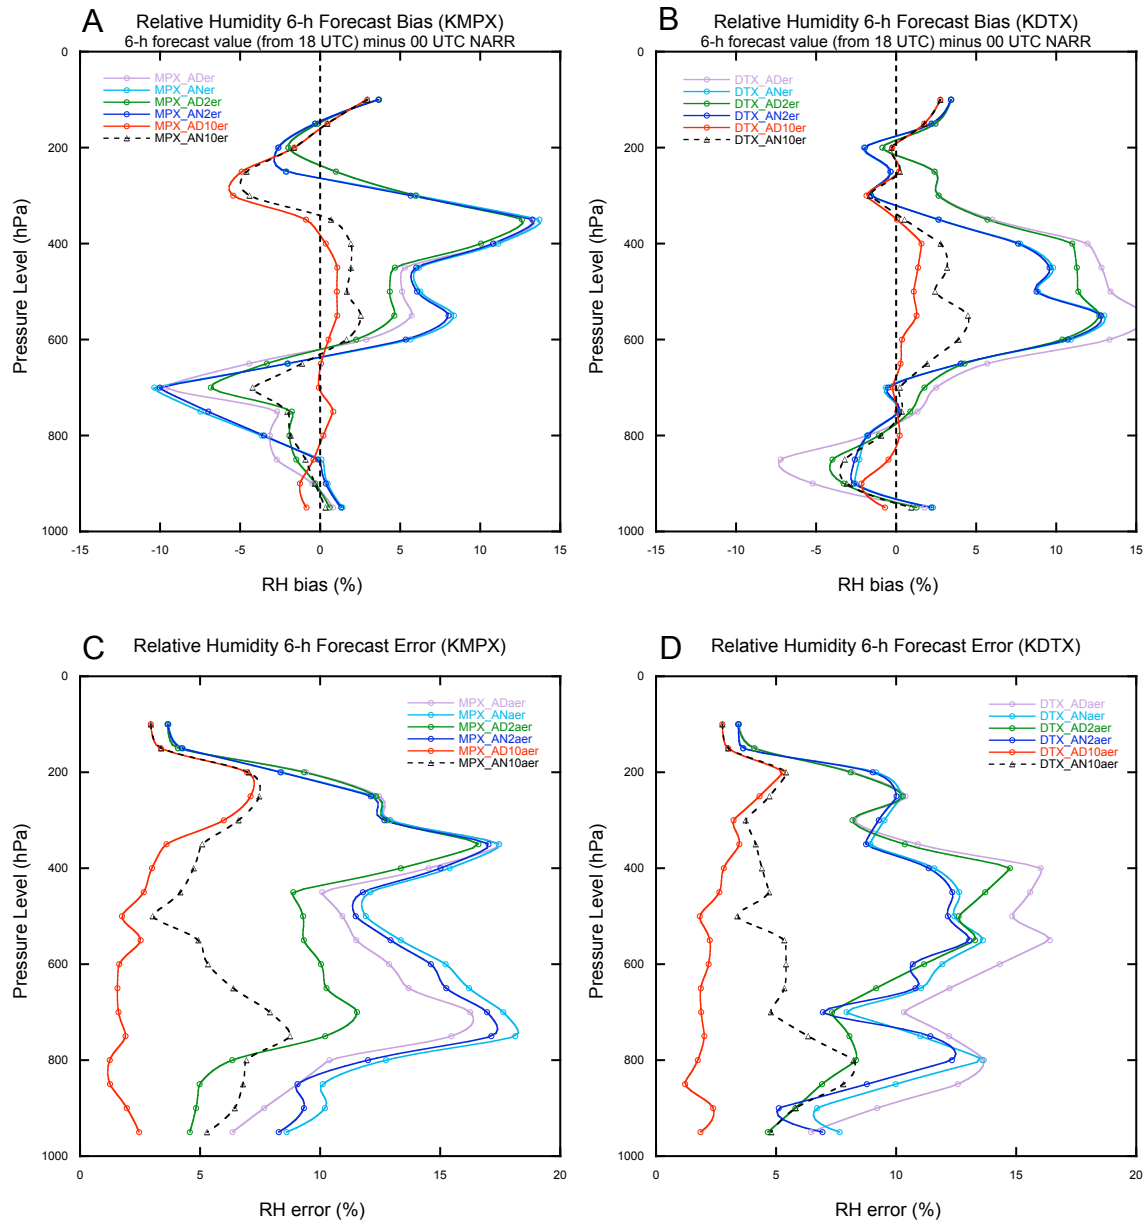 A
Relative Humidity 6-h Forecast Bias (KMPX)
6-h forecast value (from 18 UTC) minus 00 UTC NARR
0
200
400
600
800
1000
Pressure Level (hPa)
MPX_ADer
MPX_ANer
MPX_AD2er
MPX_AN2er
MPX_AD10er
MPX_AN10er
-15
-10
-5
0
5
10
15
RH bias (%)
B
Relative Humidity 6-h Forecast Bias (KDTX)
6-h forecast value (from 18 UTC) minus 00 UTC NARR
0
200
400
600
800
1000
Pressure Level (hPa)
DTX_ADer
DTX_ANer
DTX_AD2er
DTX_AN2er
DTX_AD10er
DTX_AN10er
-15
-10
-5
0
5
10
15
RH bias (%)
C
Relative Humidity 6-h Forecast Error (KMPX)
0
200
400
600
800
1000
Pressure Level (hPa)
MPX_ADaer
MPX_ANaer
MPX_AD2aer
MPX_AN2aer
MPX_AD10aer
MPX_AN10aer
0
5
10
15
20
RH error (%)
D
Relative Humidity 6-h Forecast Error (KDTX)
0
200
400
600
800
1000
Pressure Level (hPa)
DTX_ADaer
DTX_ANaer
DTX_AD2aer
DTX_AN2aer
DTX_AD10aer
DTX_AN10aer
0
5
10
15
20
RH error (%)